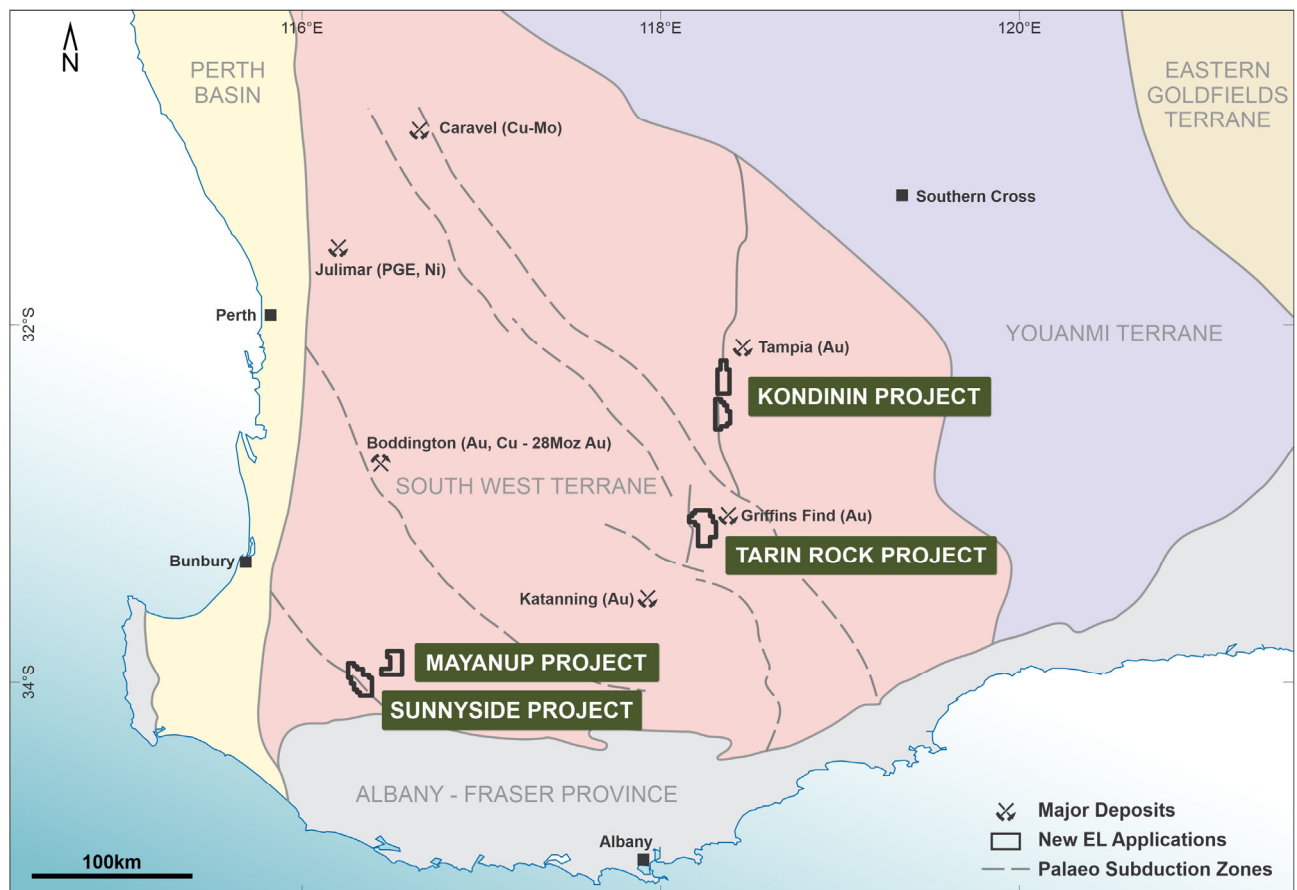 116°E
118°E
120°E
N
PERTH
BASIN
EASTERN
GOLDFIELDS
TERRANE
Caravel (Cu-Mo)
Southern Cross
Julimar (PGE, Ni)
Perth
32°S
YOUANMI TERRANE
Tampia (Au)
KONDININ PROJECT
Boddington (Au, Cu - 28Moz Au)
SOUTH WEST TERRANE
Griffins Find (Au)
TARIN ROCK PROJECT
Bunbury
Katanning (Au)
MAYANUP PROJECT
34°S
SUNNYSIDE PROJECT
ALBANY - FRASER PROVINCE
Albany
100km
Major Deposits
New EL Applications
Palaeo Subduction Zones